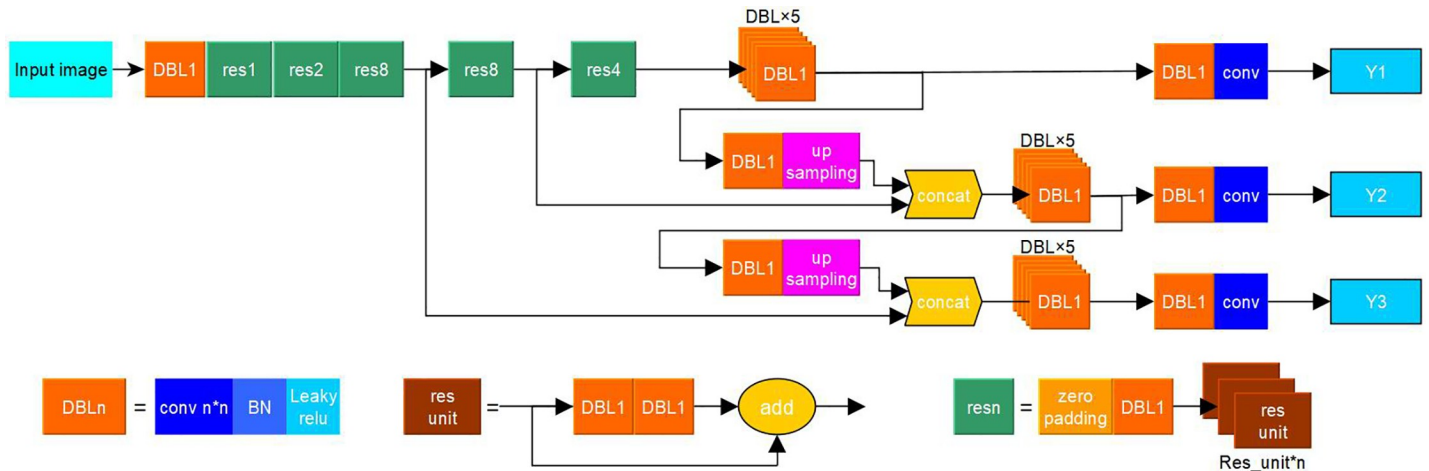 DBL×5
Input image
DBL1
res1
res2
res8
res8
res4
DBL1
DBL1
conv
Y1
DBL1
up
sampling
concat
DBL×5
DBL1
DBL1
conv
Y2
DBL1
up
sampling
concat
DBL×5
DBL1
DBL1
conv
Y3
DBLn
=
conv n*n
BN
Leaky
relu
res
unit
=
DBL1
DBL1
add
resn
=
zero
padding
DBL1
res
unit
Res_unit*n